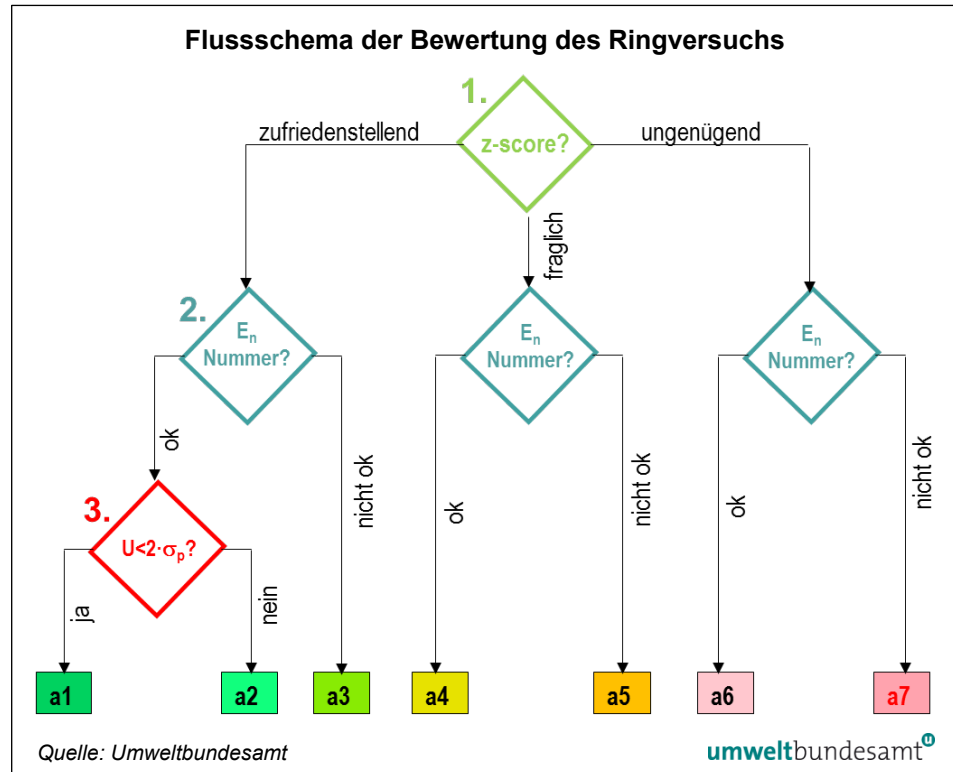 Flussschema der Bewertung des Ringversuchs
1.
zufriedenstellend
z-score?
ungenügend
fraglich
2.
En
Nummer?
En
Nummer?
En
Nummer?
ok
nicht ok
ok
nicht ok
ok
nicht ok
3.
U<2·σp?
ja
nein
a1
a2
a3
a4
a5
a6
a7
Quelle: Umweltbundesamt
umweltbundesamt u